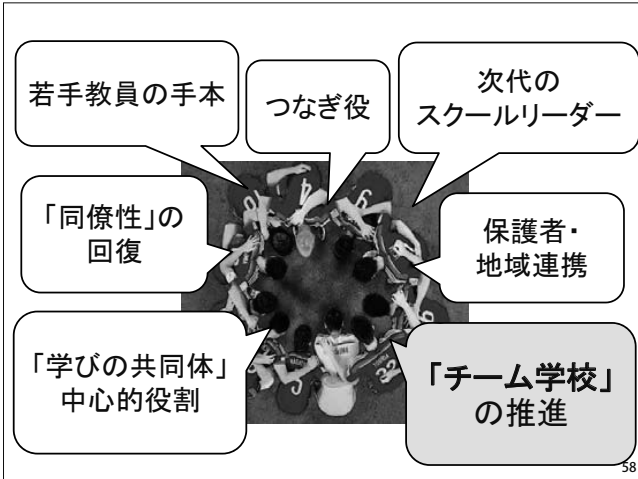 若手教員の手本
つなぎ役
次代の
スクールリーダー
「同僚性」の
回復
保護者・
地域連携
「学びの共同体」
中心的役割
「チーム学校」
の推進
58